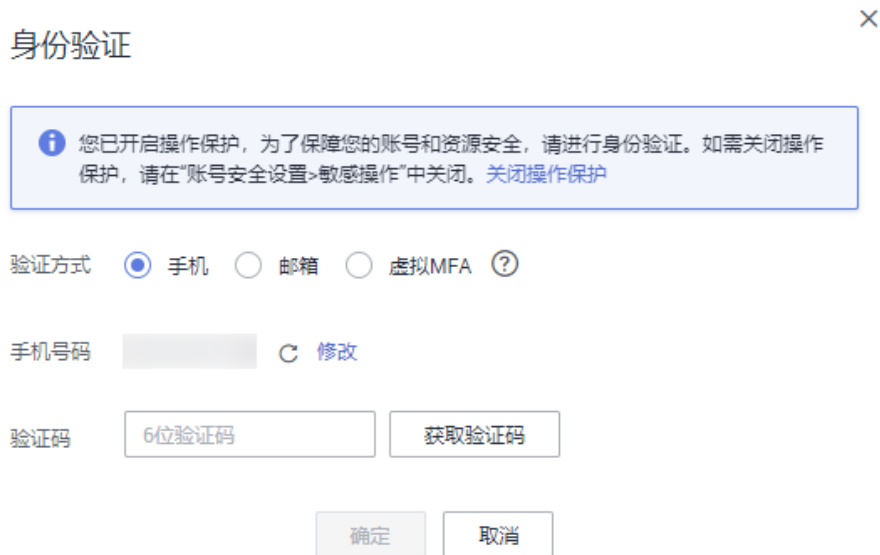 身份验证
您已开启操作保护，为了保障您的账号和资源安全，请进行身份验证。如需关闭操作
保护，请在“账号安全设置>敏感操作”中关闭。关闭操作保护
验证方式 手机 邮箱 虚拟MFA ?
手机号码 修改
验证码 6位验证码 获取验证码
确定 取消